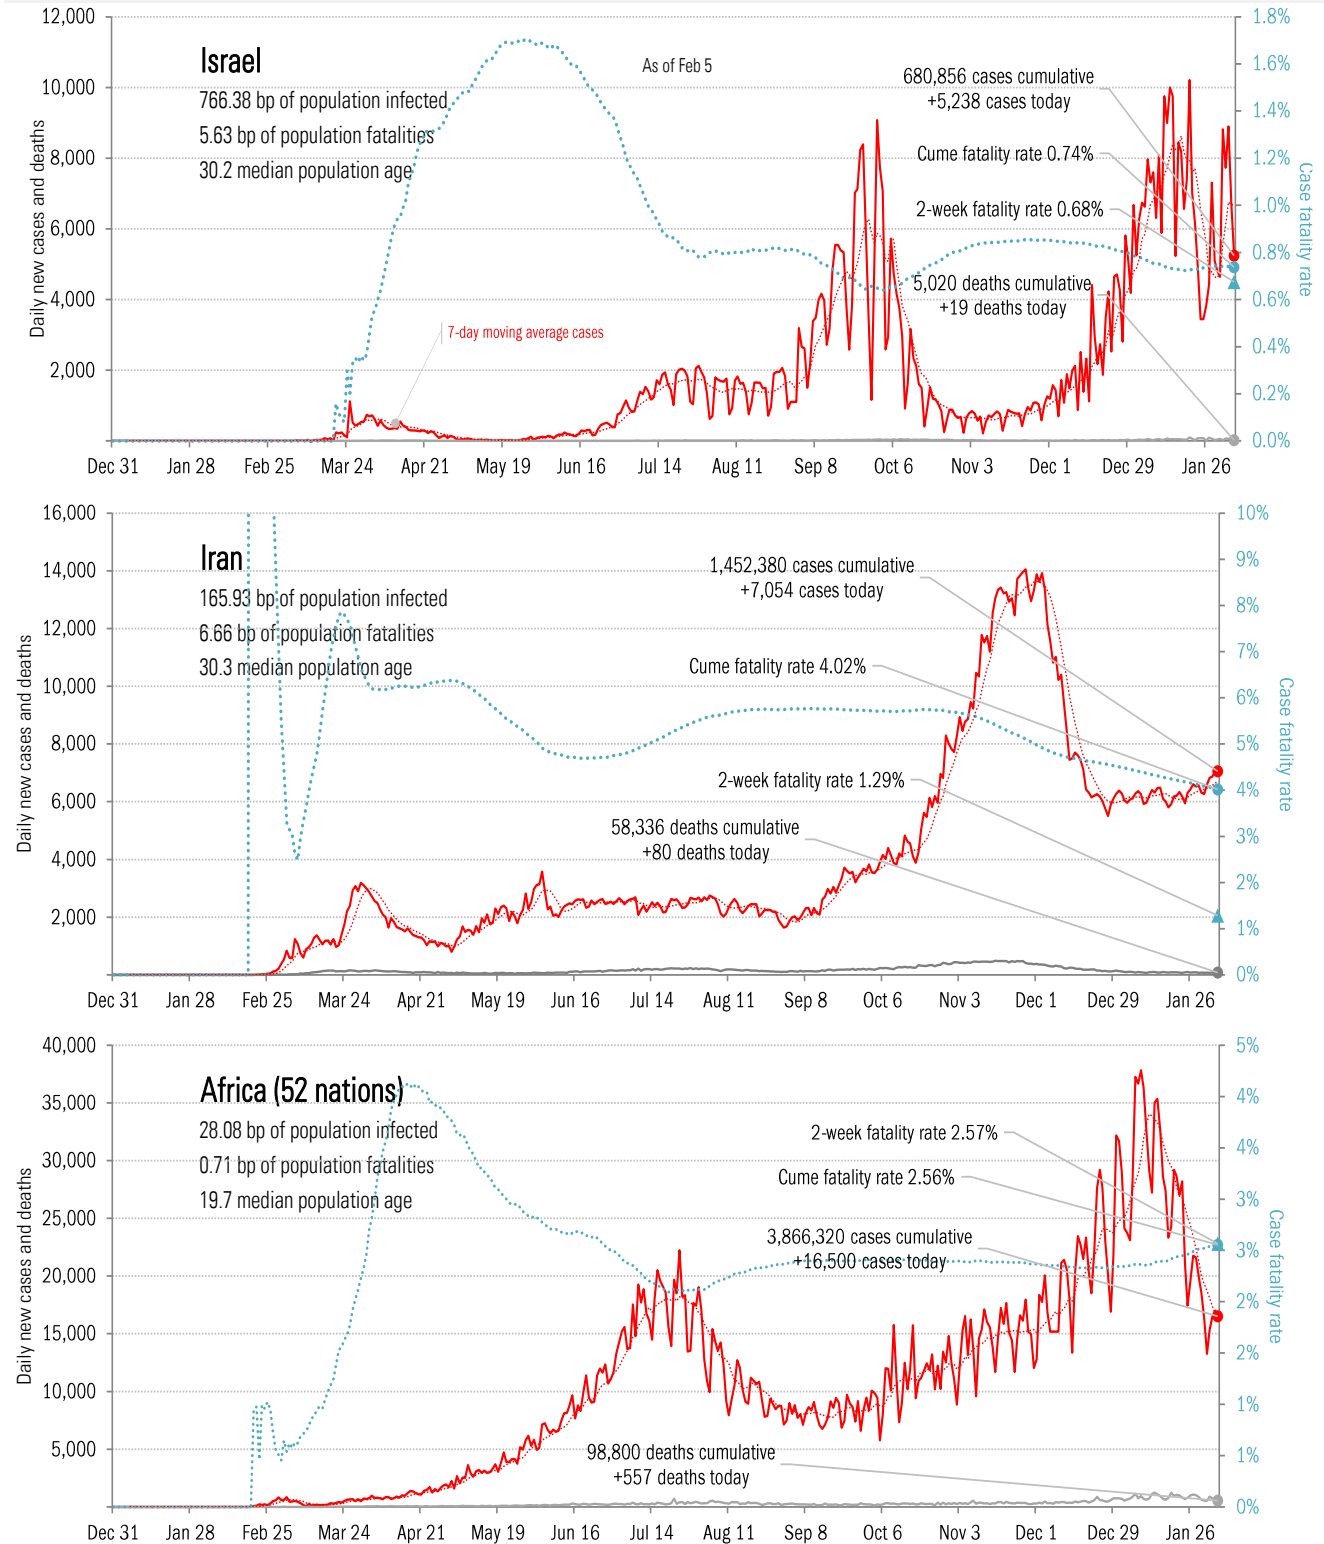 12,000
10,000
8,000
6,000
4,000
2,000
Daily new cases and deaths
Israel
766.38 bp of population infected
5.63 bp of population fatalities
30.2 median population age
As of Feb 5
680,856 cases cumulative
+5,238 cases today
Cume fatality rate 0.74%
2-week fatality rate 0.68%
5,020 deaths cumulative
+19 deaths today
7-day moving average cases
1.8%
1.6%
1.4%
1.2%
1.0%
0.8%
0.6%
0.4%
0.2%
0.0%
Case fatality rate
Dec 31 Jan 28 Feb 25 Mar 24 Apr 21 May 19 Jun 16 Jul 14 Aug 11 Sep 8 Oct 6 Nov 3 Dec 1 Dec 29 Jan 26
16,000
14,000
12,000
10,000
8,000
6,000
4,000
2,000
Daily new cases and deaths
Iran
165.93 bp of population infected
6.66 bp of population fatalities
30.3 median population age
1,452,380 cases cumulative
+7,054 cases today
Cume fatality rate 4.02%
2-week fatality rate 1.29%
58,336 deaths cumulative
+80 deaths today
10%
9%
8%
7%
6%
5%
4%
3%
2%
1%
0%
Case fatality rate
Dec 31 Jan 28 Feb 25 Mar 24 Apr 21 May 19 Jun 16 Jul 14 Aug 11 Sep 8 Oct 6 Nov 3 Dec 1 Dec 29 Jan 26
40,000
35,000
30,000
25,000
20,000
15,000
10,000
5,000
Daily new cases and deaths
Africa (52 nations)
28.08 bp of population infected
0.71 bp of population fatalities
19.7 median population age
2-week fatality rate 2.57%
Cume fatality rate 2.56%
3,866,320 cases cumulative
+16,500 cases today
98,800 deaths cumulative
+557 deaths today
5%
4%
4%
3%
3%
2%
2%
1%
1%
0%
Case fatality rate
Dec 31 Jan 28 Feb 25 Mar 24 Apr 21 May 19 Jun 16 Jul 14 Aug 11 Sep 8 Oct 6 Nov 3 Dec 1 Dec 29 Jan 26